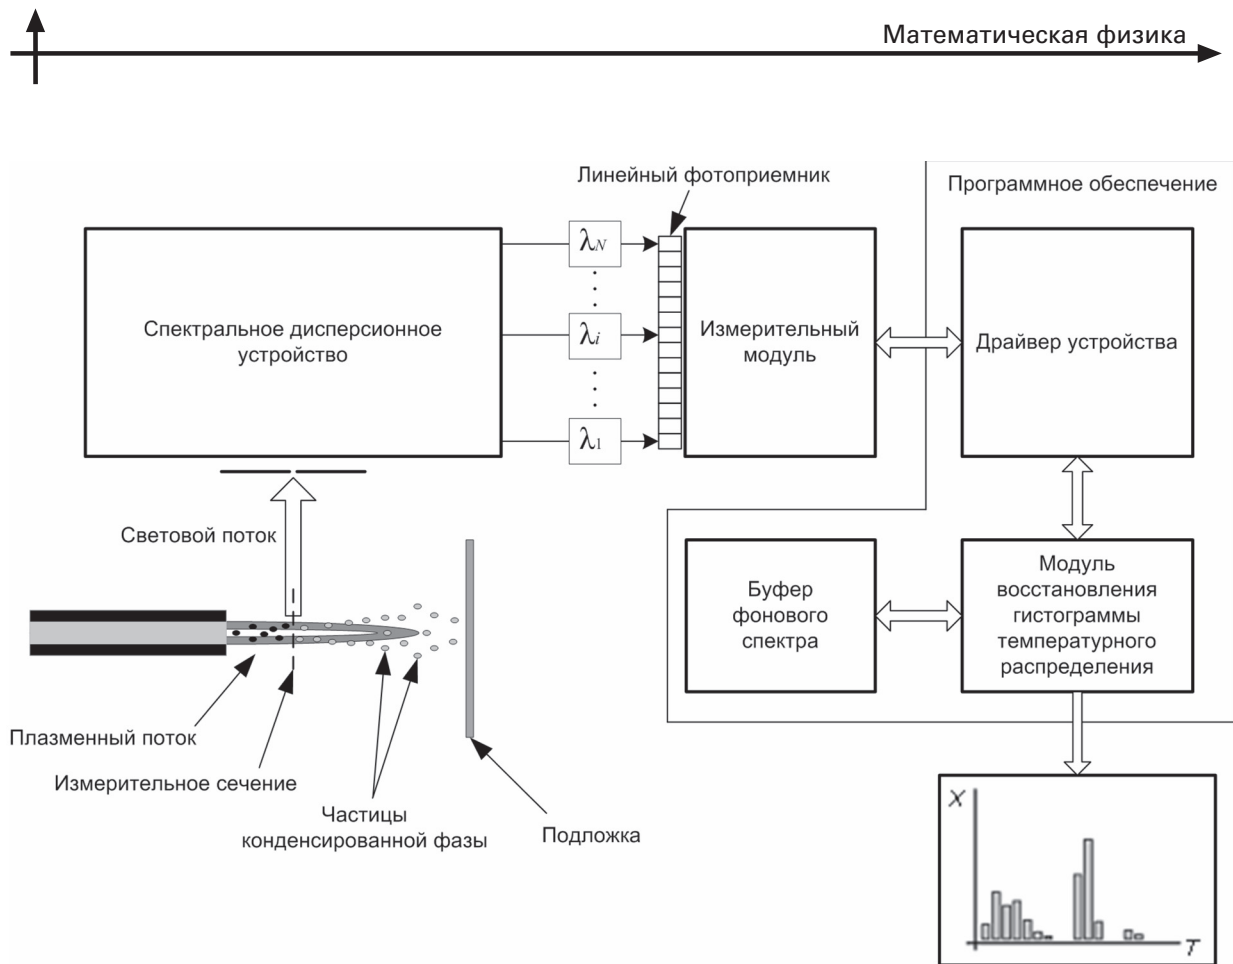 Математическая физика
Линейный фотоприемник
Программное обеспечение
λN
Спектральное дисперсионное
устройство
λi
Измерительный
модуль
Драйвер устройства
λ1
Световой поток
Буфер
фонового
спектра
Модуль
восстановления
гистограммы
температурного
распределения
Плазменный поток
Измерительное сечение
Частицы
конденсированной фазы
Подложка
X
T